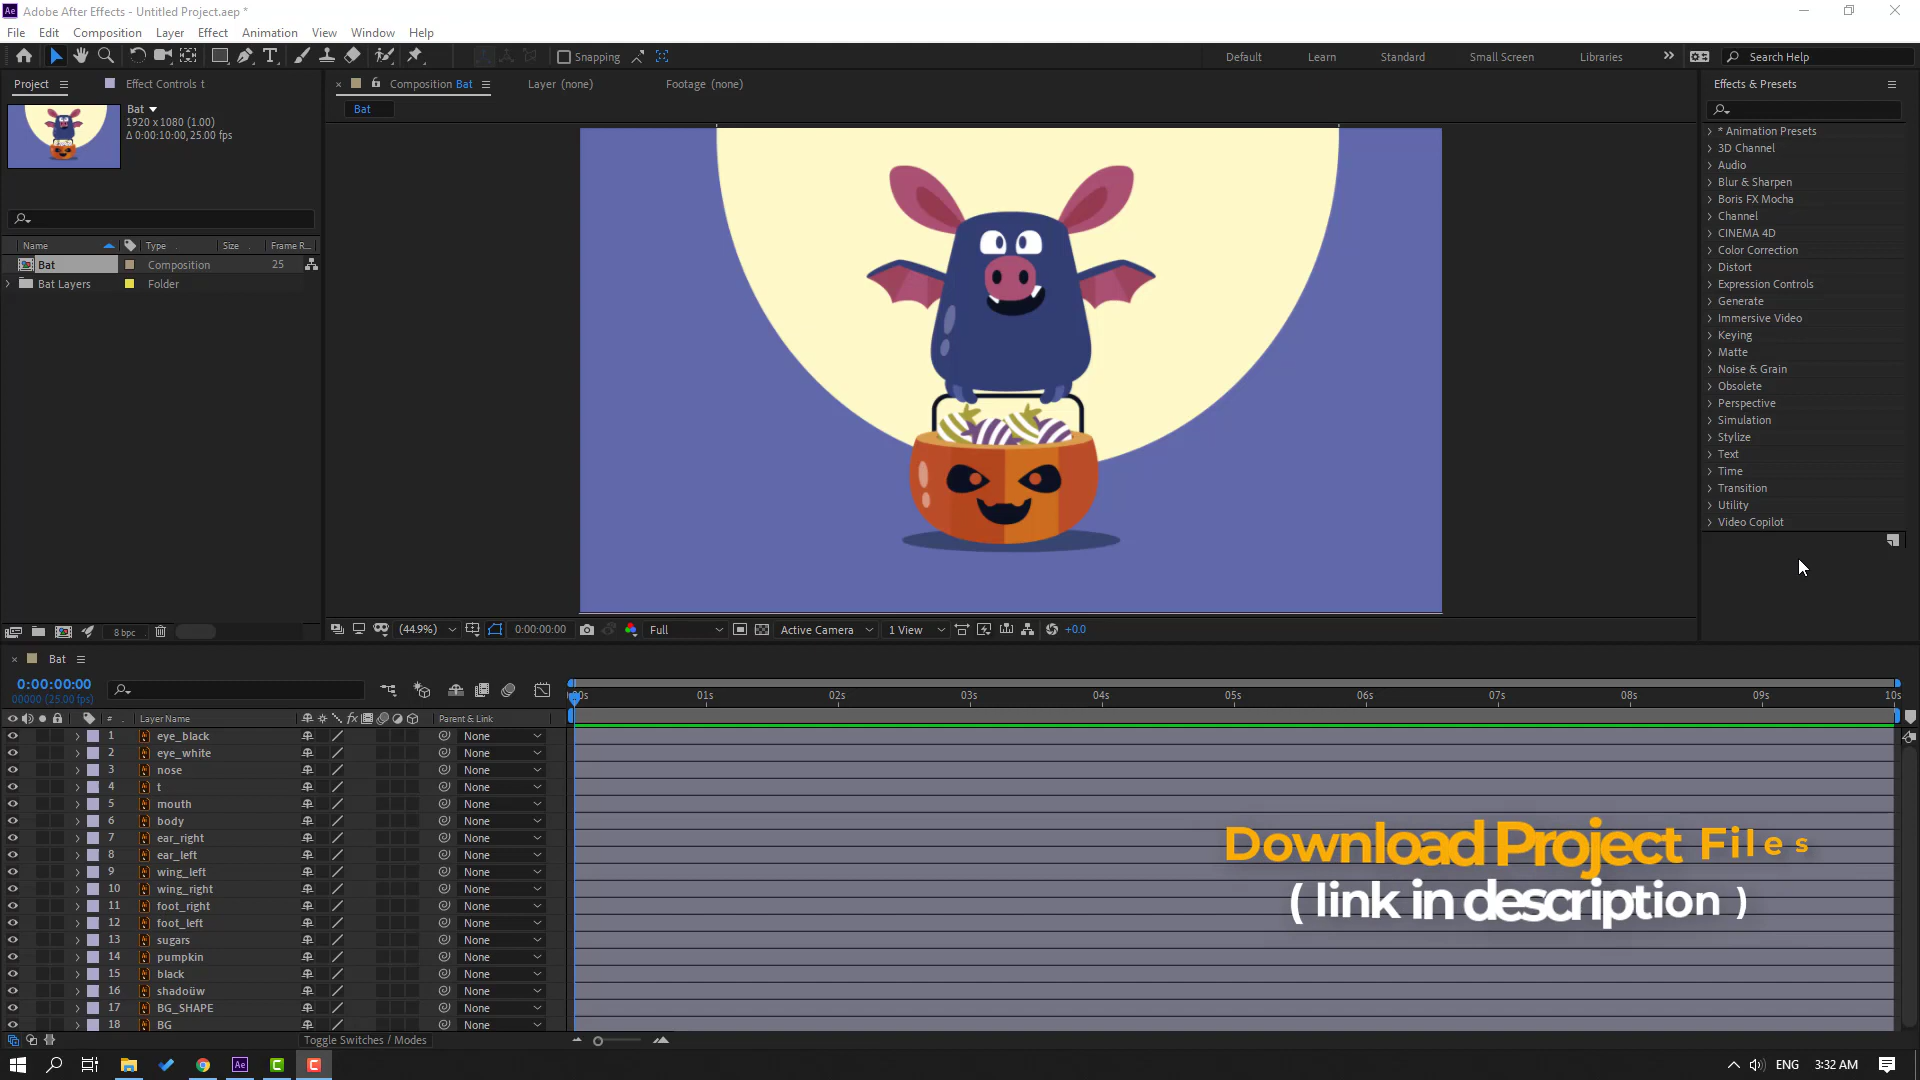 Adobe After Effects - Untitled Project.aep *
File Edit Composition Layer Effect Animation View Window Help
Snapping
Default Learn Standard Small Screen Libraries Search Help
Project Effect Controls t
Composition Bat Layer (none) Footage (none)
Effects & Presets
Bat
1920 x 1080 (1.00)
Δ 0:00:10:00, 25.00 fps
Bat
Name Type Size Frame R...
Bat Composition 25
Bat Layers Folder
* Animation Presets
3D Channel
Audio
Blur & Sharpen
Boris FX Mocha
Channel
CINEMA 4D
Color Correction
Distort
Expression Controls
Generate
Immersive Video
Keying
Matte
Noise & Grain
Obsolete
Perspective
Simulation
Stylize
Text
Time
Transition
Utility
Video Copilot
8 bpc
(44.9%) 0:00:00:00 Full Active Camera 1 View +0.0
Bat
0:00:00:00
00000 (25.00 fps)
:00s 01s 02s 03s 04s 05s 06s 07s 08s 09s 10s
# Layer Name Parent & Link
1 eye_black None
2 eye_white None
3 nose None
4 t None
5 mouth None
6 body None
7 ear_right None
8 ear_left None
9 wing_left None
10 wing_right None
11 foot_right None
12 foot_left None
13 sugars None
14 pumpkin None
15 black None
16 shadoüw None
17 BG_SHAPE None
18 BG None
Download Project Files
( link in description )
Toggle Switches / Modes
ENG 3:32 AM